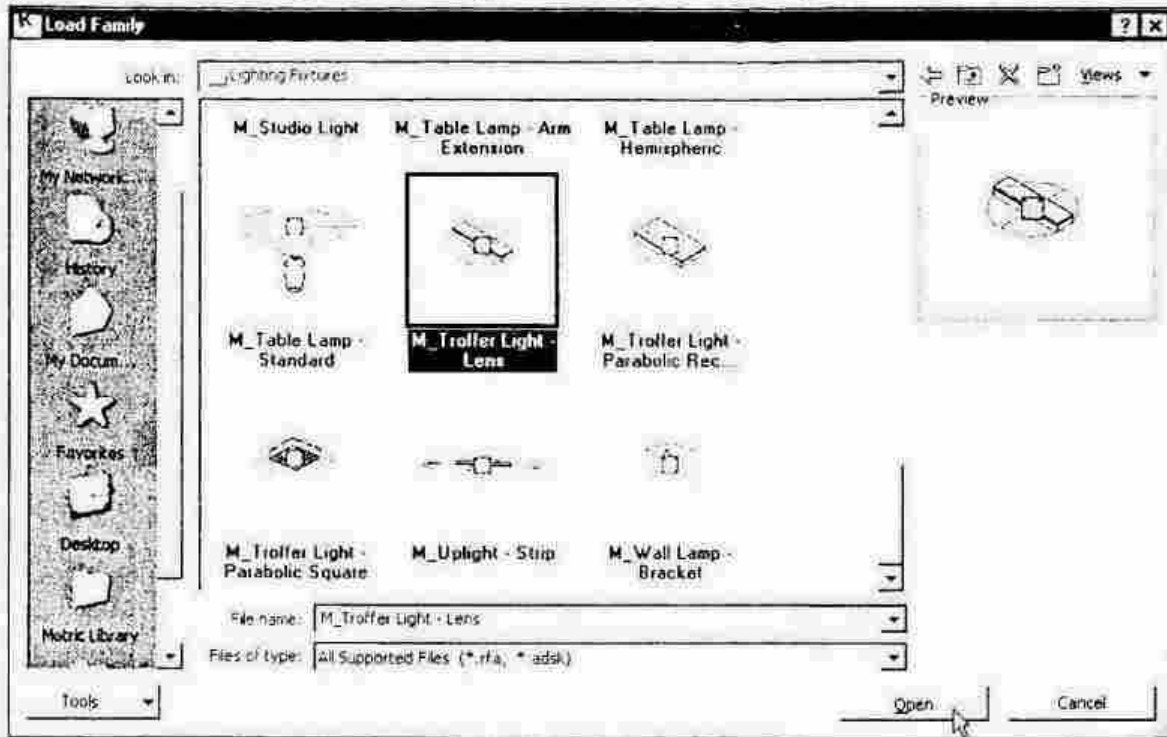 Load Family
Look in: Lighting Fixtures
Views
Preview
My Network...
History
My Docum...
Favorites
Desktop
Metric Library
M_Studio Light
M_Table Lamp - Arm
Extension
M_Table Lamp -
Hemispheric
M_Table Lamp -
Standard
M_Troffer Light -
Lens
M_Troffer Light -
Parabolic Rec...
M_Troffer Light -
Parabolic Square
M_Uplight - Strip
M_Wall Lamp -
Bracket
File name: M_Troffer Light - Lens
Files of type: All Supported Files (*.rfa, *.adsk)
Tools
Open
Cancel